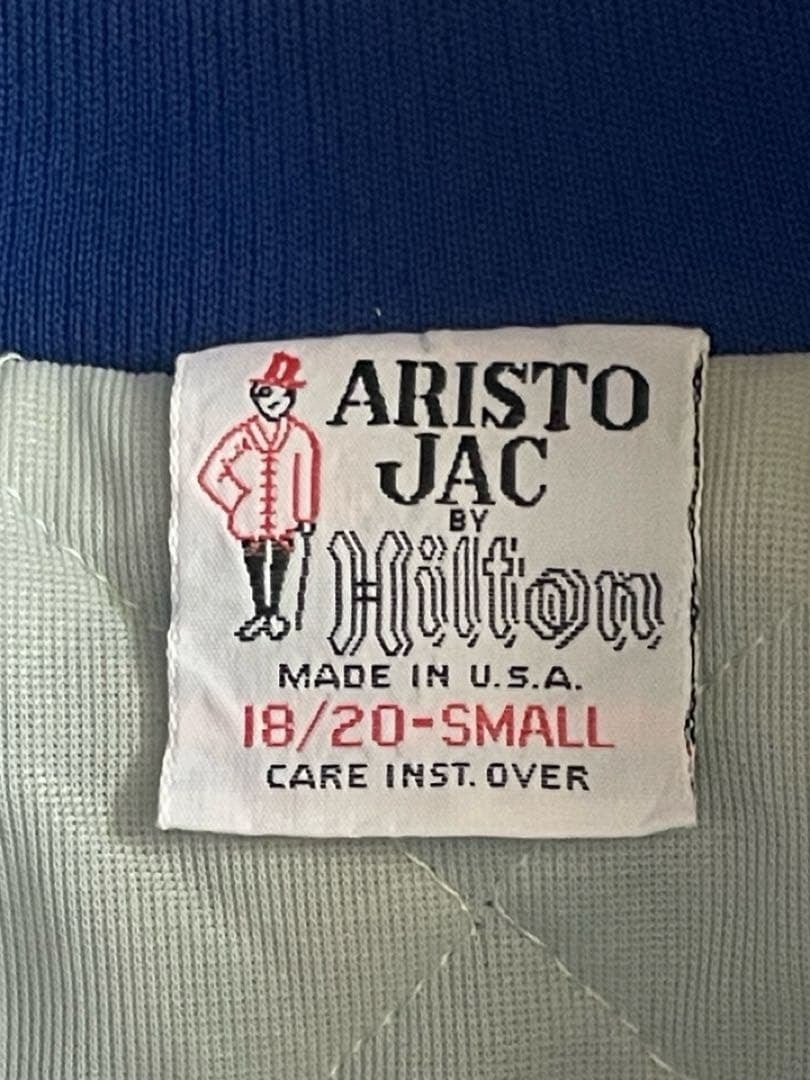 ARISTO
JAC
BY
Hilton
MADE IN U.S.A.
18/20-SMALL
CARE INST. OVER